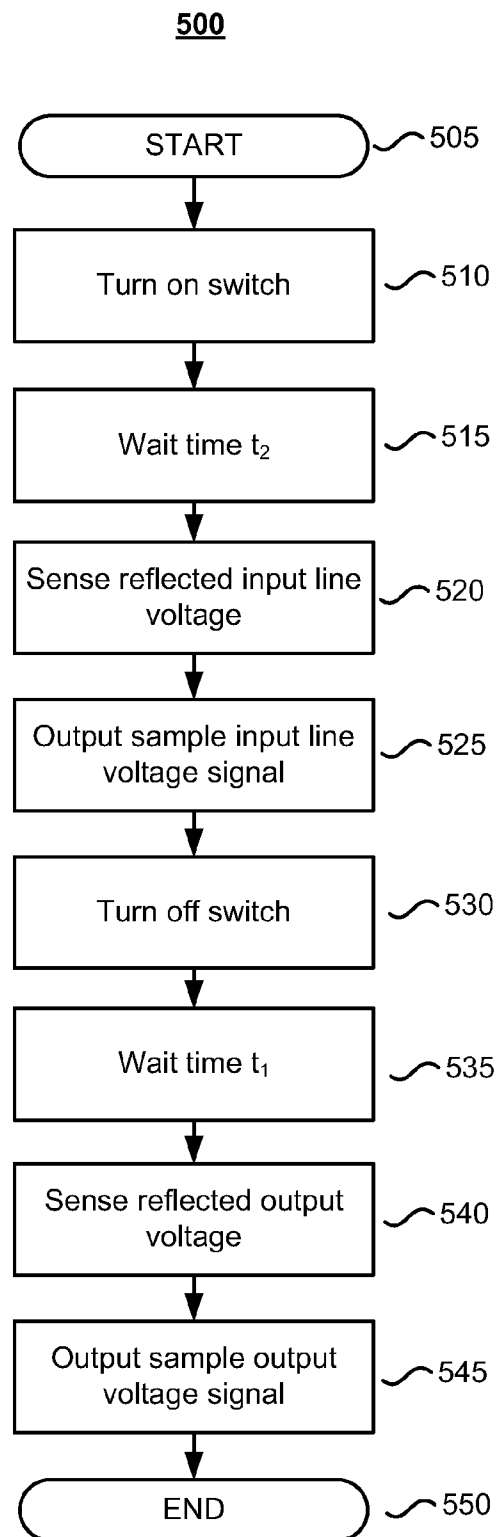 500
START
505
Turn on switch
510
Wait time t₂
515
Sense reflected input line
voltage
520
Output sample input line
voltage signal
525
Turn off switch
530
Wait time t₁
535
Sense reflected output
voltage
540
Output sample output
voltage signal
545
END
550